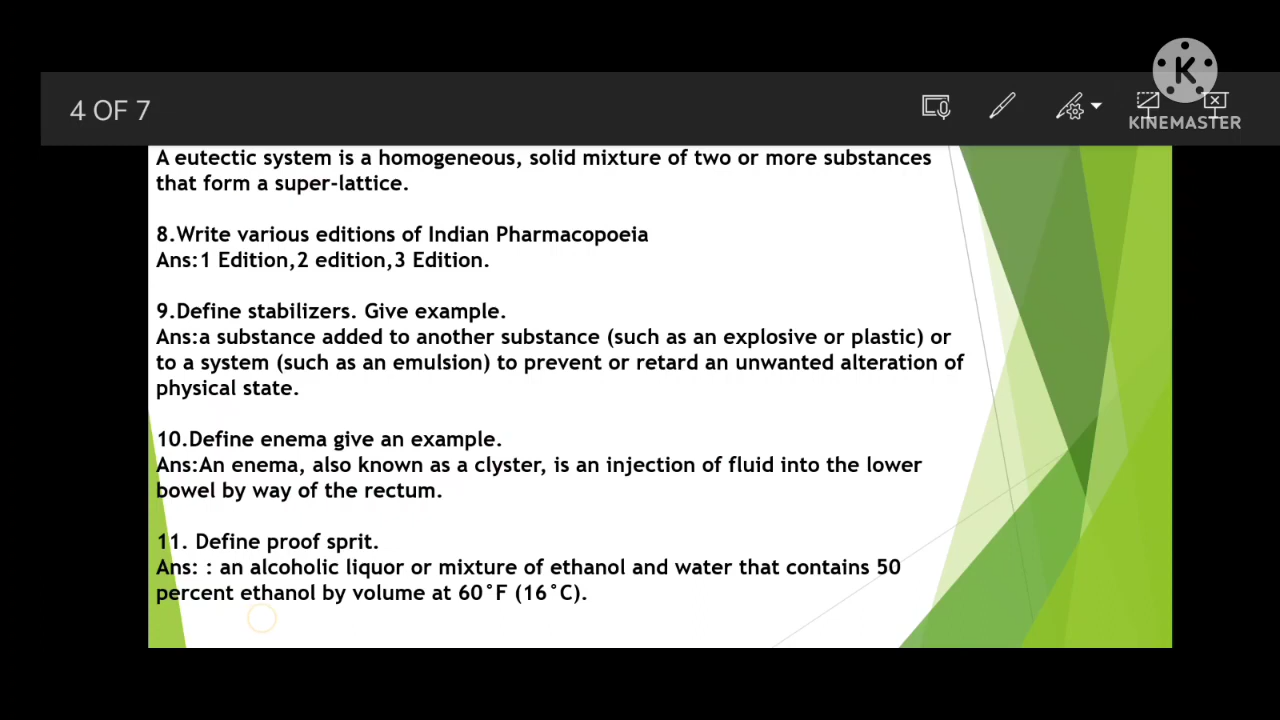 4 OF 7
K
KINEMASTER
A eutectic system is a homogeneous, solid mixture of two or more substances
that form a super-lattice.
8.Write various editions of Indian Pharmacopoeia
Ans:1 Edition,2 edition,3 Edition.
9.Define stabilizers. Give example.
Ans:a substance added to another substance (such as an explosive or plastic) or
to a system (such as an emulsion) to prevent or retard an unwanted alteration of
physical state.
10.Define enema give an example.
Ans:An enema, also known as a clyster, is an injection of fluid into the lower
bowel by way of the rectum.
11. Define proof sprit.
Ans: : an alcoholic liquor or mixture of ethanol and water that contains 50
percent ethanol by volume at 60°F (16°C).